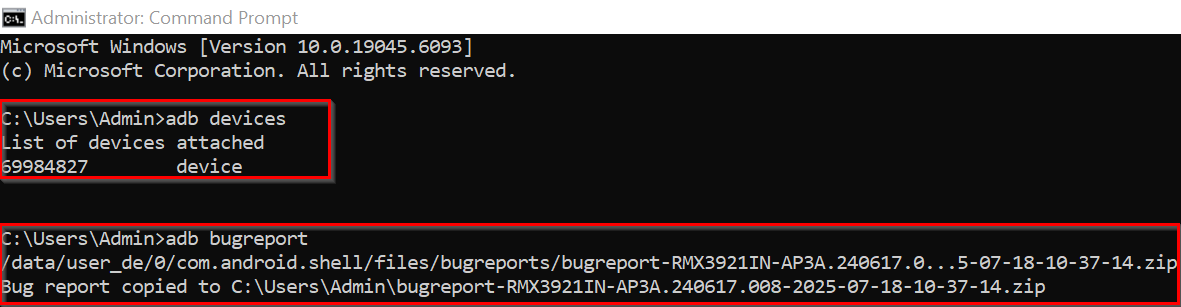 Administrator: Command Prompt
Microsoft Windows [Version 10.0.19045.6093]
(c) Microsoft Corporation. All rights reserved.
C:\Users\Admin>adb devices
List of devices attached
69984827        device
C:\Users\Admin>adb bugreport
/data/user_de/0/com.android.shell/files/bugreports/bugreport-RMX3921IN-AP3A.240617.0...5-07-18-10-37-14.zip
Bug report copied to C:\Users\Admin\bugreport-RMX3921IN-AP3A.240617.008-2025-07-18-10-37-14.zip